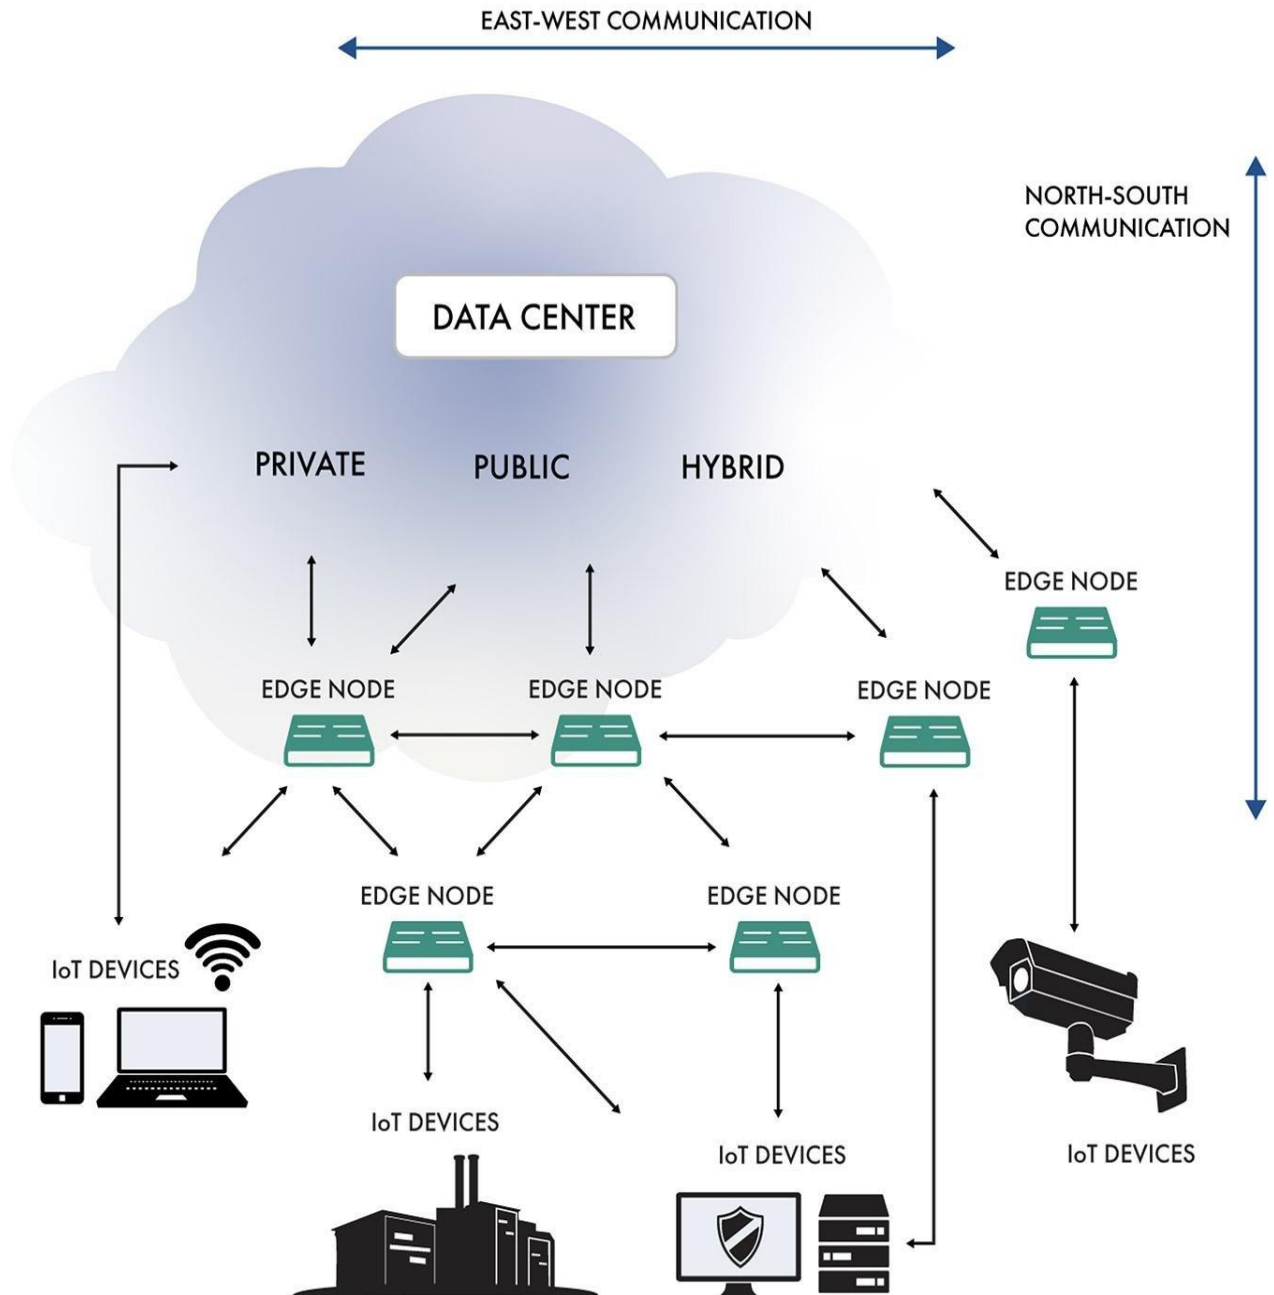 EAST-WEST COMMUNICATION
NORTH-SOUTH
COMMUNICATION
DATA CENTER
PRIVATE
PUBLIC
HYBRID
EDGE NODE
EDGE NODE
EDGE NODE
EDGE NODE
EDGE NODE
EDGE NODE
IoT DEVICES
IoT DEVICES
IoT DEVICES
IoT DEVICES